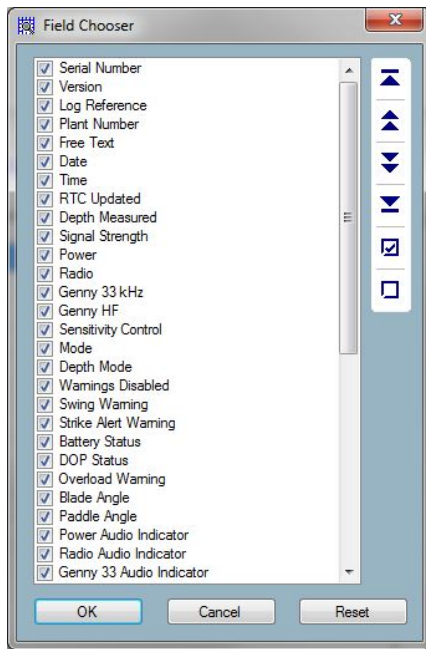 Field Chooser
Serial Number
Version
Log Reference
Plant Number
Free Text
Date
Time
RTC Updated
Depth Measured
Signal Strength
Power
Radio
Genny 33 kHz
Genny HF
Sensitivity Control
Mode
Depth Mode
Warnings Disabled
Swing Warning
Strike Alert Warning
Battery Status
DOP Status
Overload Warning
Blade Angle
Paddle Angle
Power Audio Indicator
Radio Audio Indicator
Genny 33 Audio Indicator
OK Cancel Reset